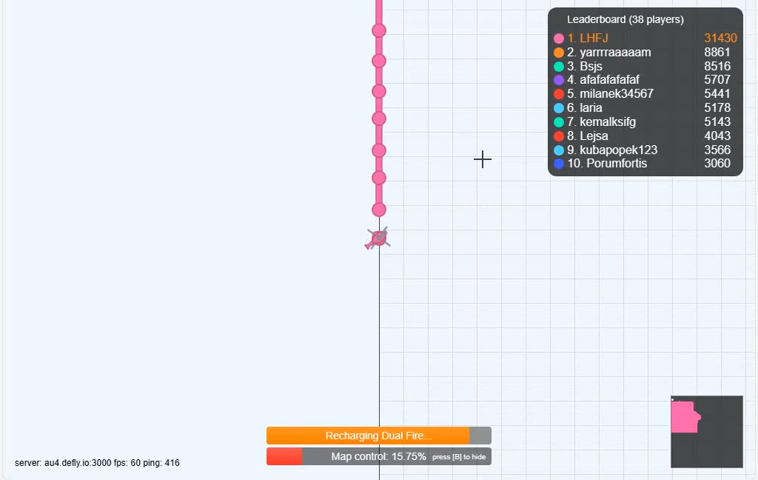 Leaderboard (38 players)
1. LHFJ 31430
2. yarrrraaaaam 8861
3. Bsjs 8516
4. afafafafafaf 5707
5. milanek34567 5441
6. laria 5178
7. kemalksifg 5143
8. Lejsa 4043
9. kubapopek123 3566
10. Porumfortis 3060
Recharging Dual Fire...
Map control: 15.75% press [B] to hide
server: au4.defly.io:3000 fps: 60 ping: 416